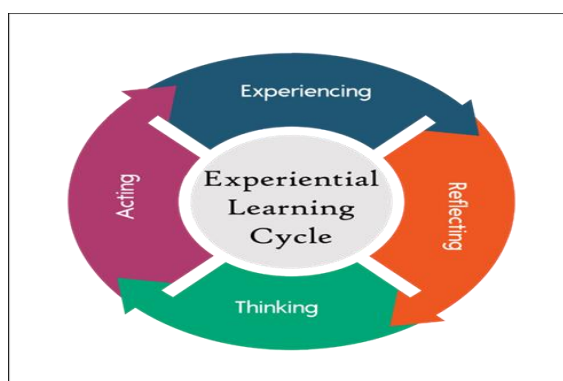 Experiencing
Experiential
Learning
Cycle
Reflecting
Thinking
Acting